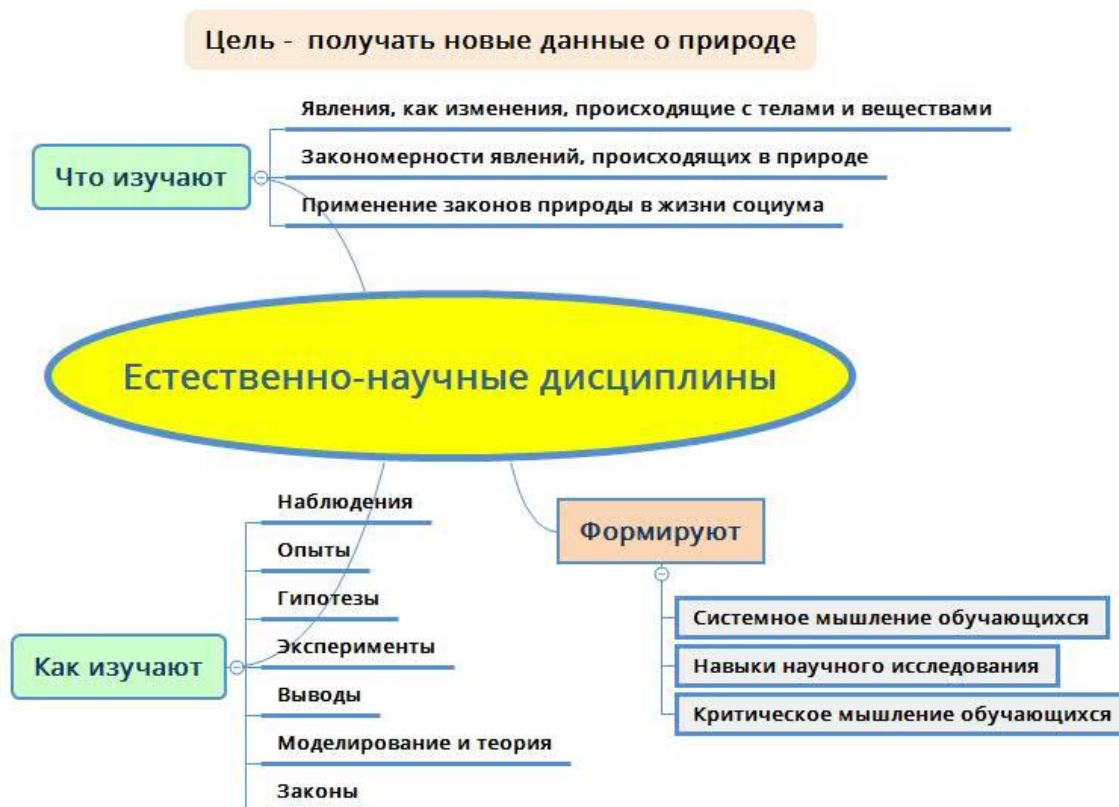 Цель - получать новые данные о природе
Явления, как изменения, происходящие с телами и веществами
Что изучают
Закономерности явлений, происходящих в природе
Применение законов природы в жизни социума
Естественно-научные дисциплины
Наблюдения
Опыты
Гипотезы
Как изучают
Эксперименты
Выводы
Моделирование и теория
Законы
Формируют
Системное мышление обучающихся
Навыки научного исследования
Критическое мышление обучающихся